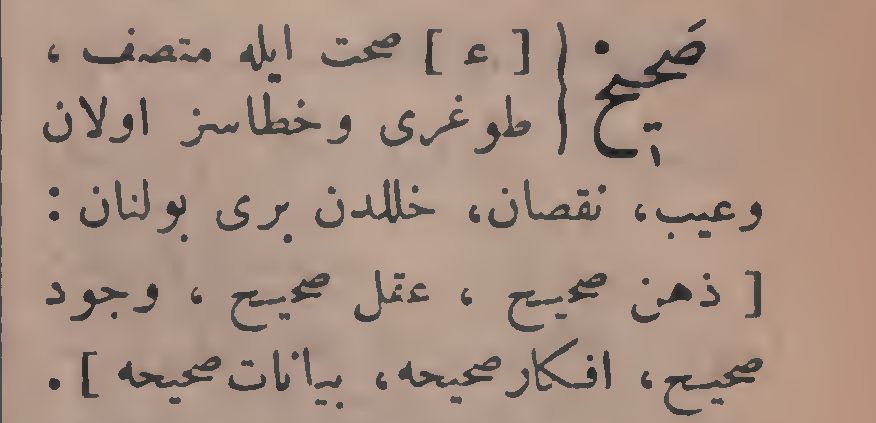 صَحِیح { [ ع ] صحت ایله متصف ،
طوغری وخطاسز اولان
وعیب، نقصان، خللدن بری بولنان :
[ ذهن صحیح ، عقل صحیح ، وجود
صحیح، افکار صحیحه، بیانات صحیحه ] .